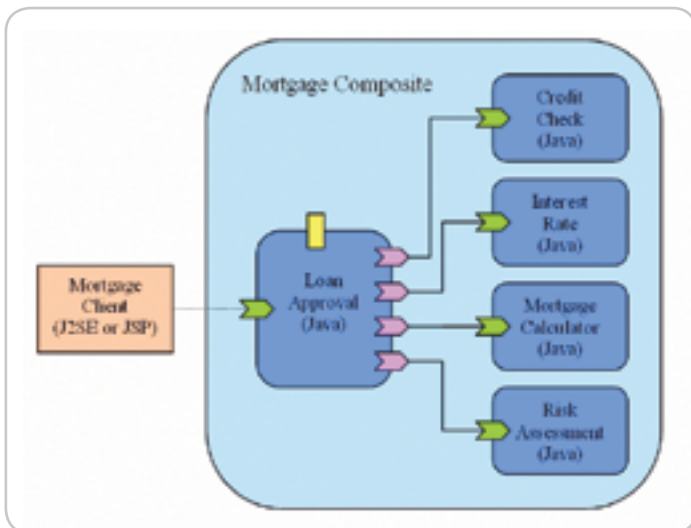 Mortgage Composite
Credit
Check
(Java)
Interest
Rate
(Java)
Loan
Approval
(Java)
Mortgage
Client
(J2SE or JSP)
Mortgage
Calculator
(Java)
Risk
Assessment
(Java)